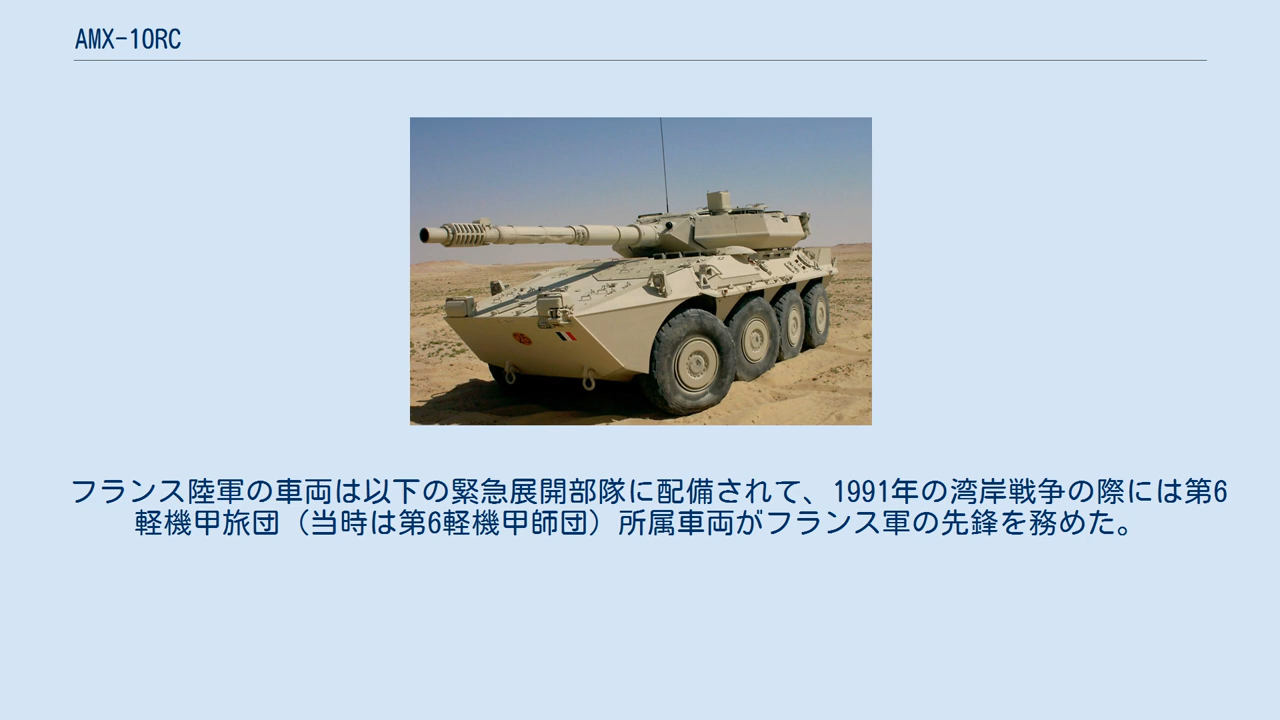 AMX-10RC
フランス陸軍の車両は以下の緊急展開部隊に配備されて、1991年の湾岸戦争の際には第6
軽機甲旅団（当時は第6軽機甲師団）所属車両がフランス軍の先鋒を務めた。